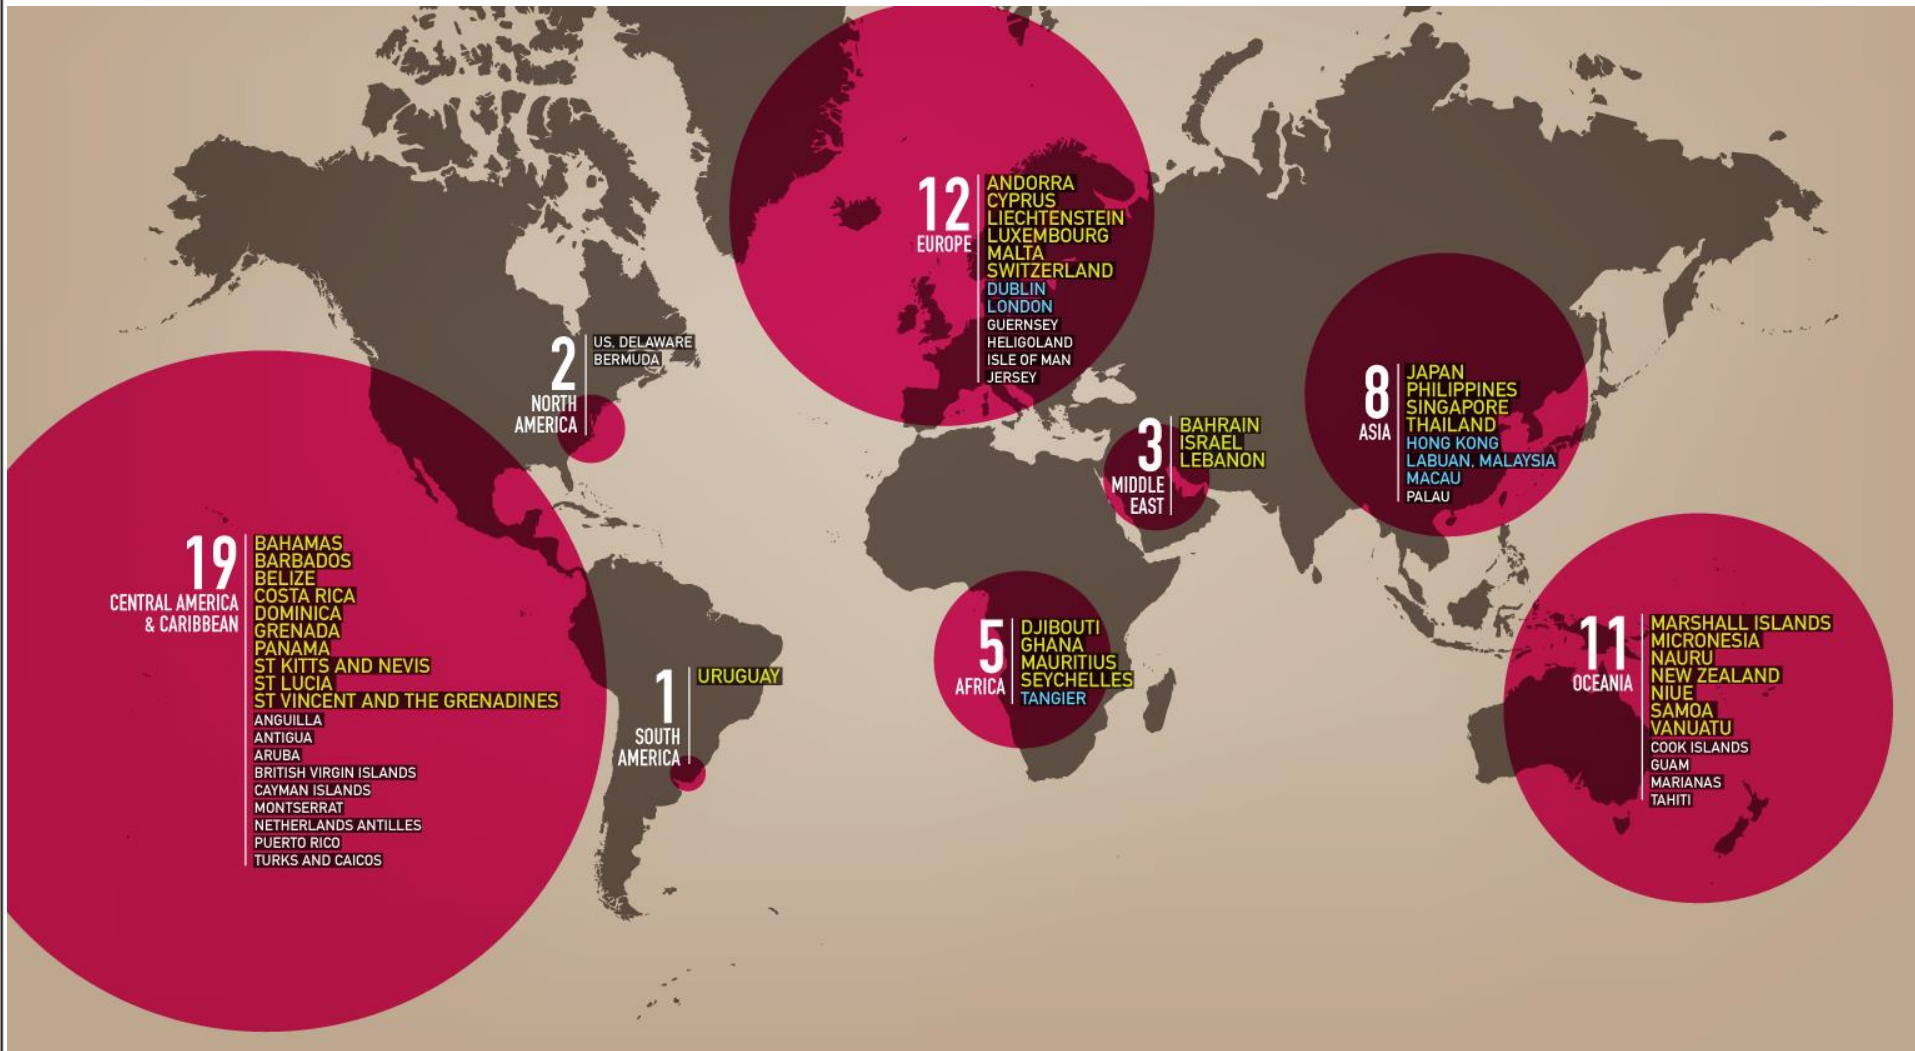 12
EUROPE
ANDORRA
CYPRUS
LIECHTENSTEIN
LUXEMBOURG
MALTA
SWITZERLAND
DUBLIN
LONDON
GUERNSEY
HELIGOLAND
ISLE OF MAN
JERSEY
2
NORTH
AMERICA
US, DELAWARE
BERMUDA
8
ASIA
JAPAN
PHILIPPINES
SINGAPORE
THAILAND
HONG KONG
LABUAN, MALAYSIA
MACAU
PALAU
3
MIDDLE
EAST
BAHRAIN
ISRAEL
LEBANON
19
CENTRAL AMERICA
& CARIBBEAN
BAHAMAS
BARBADOS
BELIZE
COSTA RICA
DOMINICA
GRENADA
PANAMA
ST KITTS AND NEVIS
ST LUCIA
ST VINCENT AND THE GRENADINES
ANGUILLA
ANTIGUA
ARUBA
BRITISH VIRGIN ISLANDS
CAYMAN ISLANDS
MONTSERRAT
NETHERLANDS ANTILLES
PUERTO RICO
TURKS AND CAICOS
1
SOUTH
AMERICA
URUGUAY
5
AFRICA
DJIBOUTI
GHANA
MAURITIUS
SEYCHELLES
TANGIER
11
OCEANIA
MARSHALL ISLANDS
MICRONESIA
NAURU
NEW ZEALAND
NIUE
SAMOA
VANUATU
COOK ISLANDS
GUAM
MARIANAS
TAHITI